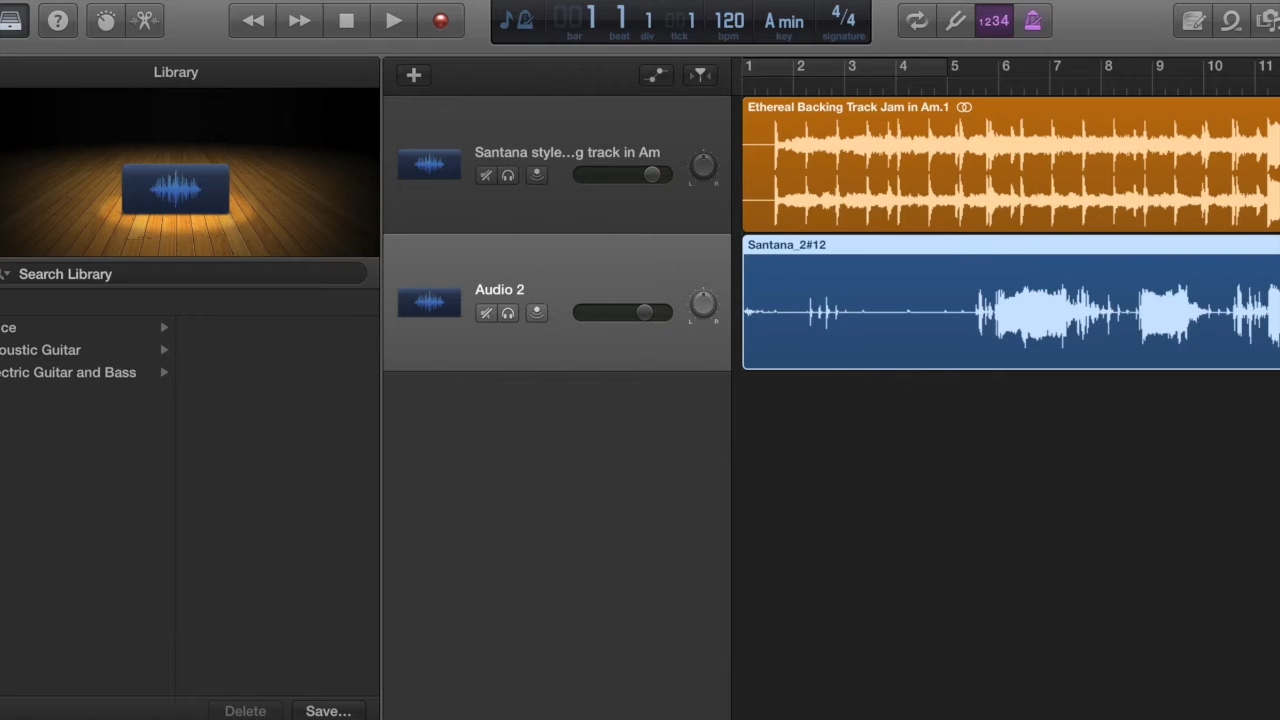 1 1 1 1 120 A min 4/4
bar beat div tick bpm key signature
1234
Library
1 2 3 4 5 6 7 8 9 10 11
Ethereal Backing Track Jam in Am.1
Santana style...g track in Am
L R
Santana_2#12
Search Library
Audio 2
L R
ce
oustic Guitar
ectric Guitar and Bass
Delete Save...